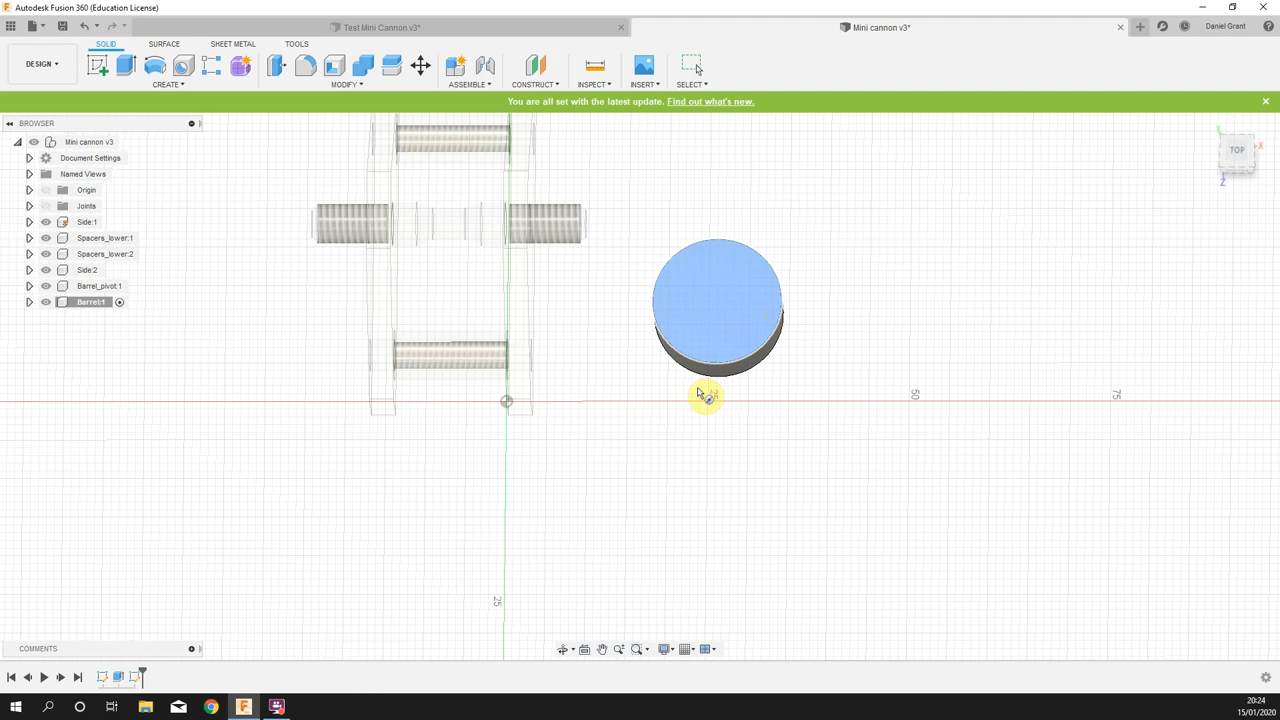 Autodesk Fusion 360 (Education License)
Test Mini Cannon v3*
Mini cannon v3*
Daniel Grant
DESIGN
SOLID
SURFACE
SHEET METAL
TOOLS
CREATE
MODIFY
ASSEMBLE
CONSTRUCT
INSPECT
INSERT
SELECT
You are all set with the latest update. Find out what's new.
BROWSER
Mini cannon v3
Document Settings
Named Views
Origin
Joints
Side:1
Spacers_lower:1
Spacers_lower:2
Side:2
Barrel_pivot:1
Barrel:1
TOP
X
Y
Z
25
50
75
25
COMMENTS
20:24
15/01/2020